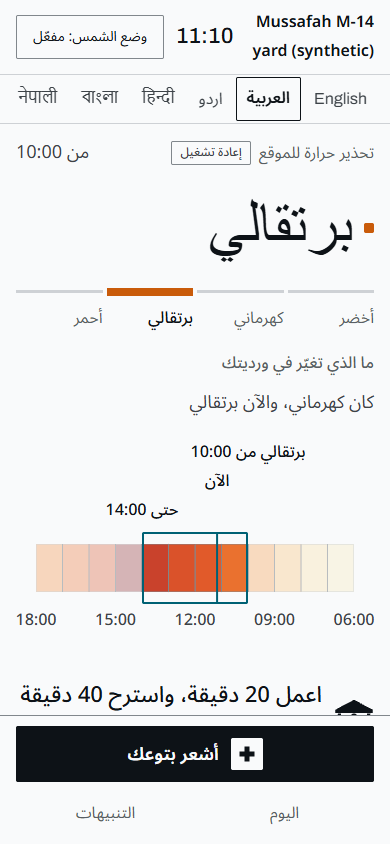 Mussafah M-14
yard (synthetic)
11:10
وضع الشمس: مفعّل
English
العربية
اردو
हिन्दी
বাংলা
नेपाली
تحذير حرارة للموقع
إعادة تشغيل
من 10:00
برتقالي
أخضر
كهرماني
برتقالي
أحمر
ما الذي تغيّر في ورديتك
كان كهرماني، والآن برتقالي
برتقالي من 10:00
الآن
حتى 14:00
06:00
09:00
12:00
15:00
18:00
اعمل 20 دقيقة، واسترح 40 دقيقة
أشعر بتوعك
اليوم
التنبيهات